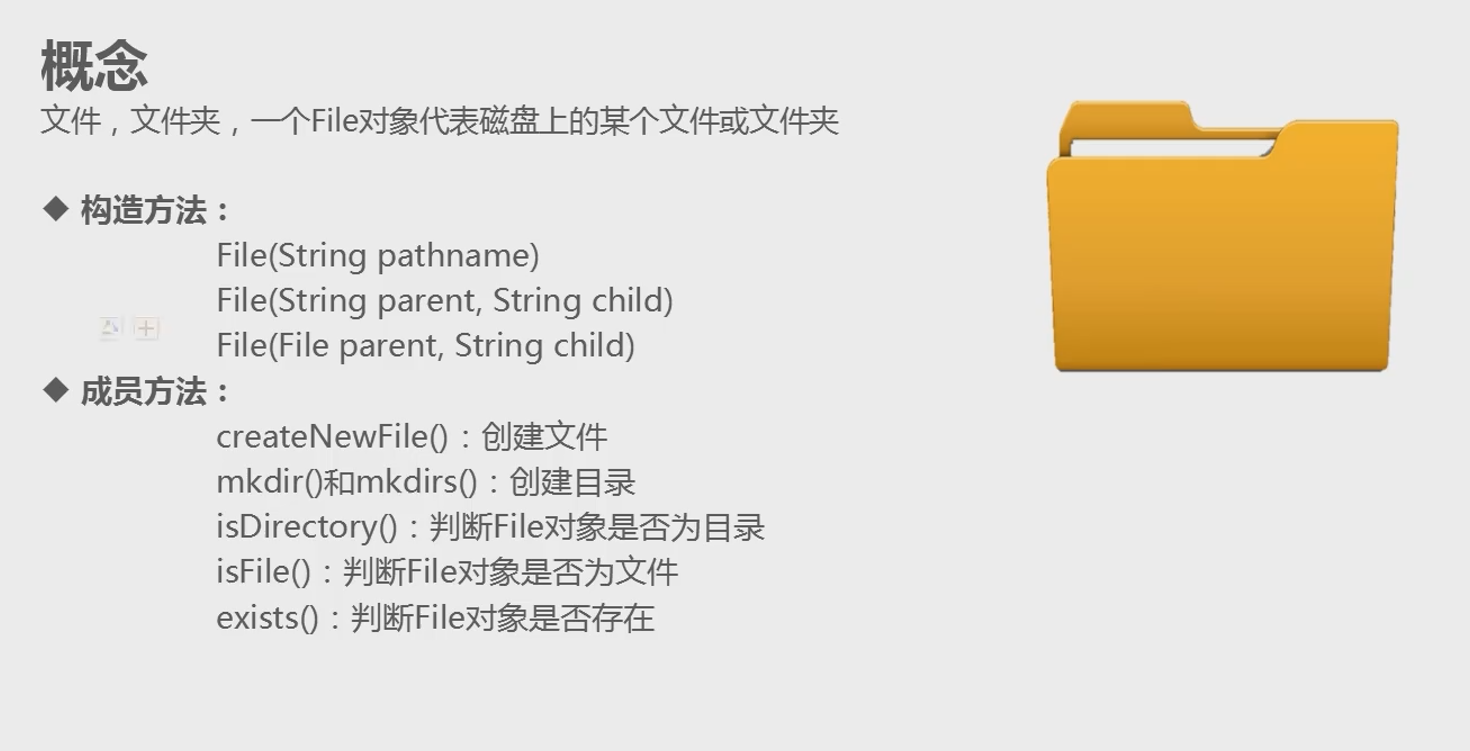 概念
文件，文件夹，一个File对象代表磁盘上的某个文件或文件夹
◆ 构造方法：
File(String pathname)
File(String parent, String child)
File(File parent, String child)
◆ 成员方法：
createNewFile()：创建文件
mkdir()和mkdirs()：创建目录
isDirectory()：判断File对象是否为目录
isFile()：判断File对象是否为文件
exists()：判断File对象是否存在